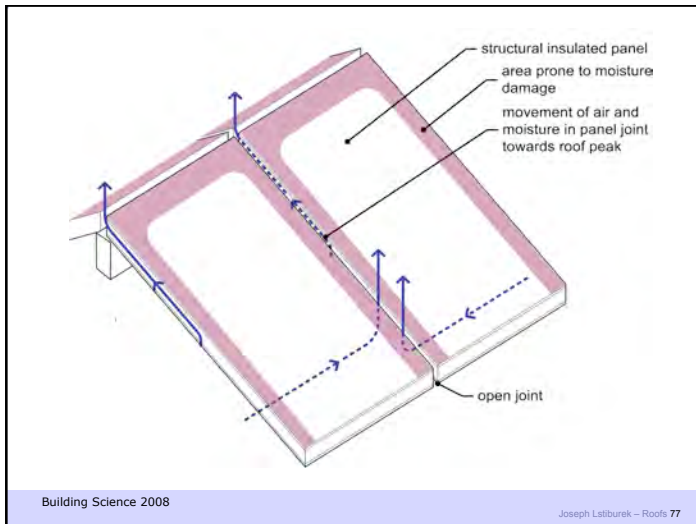 structural insulated panel
area prone to moisture
damage
movement of air and
moisture in panel joint
towards roof peak
open joint
Building Science 2008
Joseph Lstiburek – Roofs 77